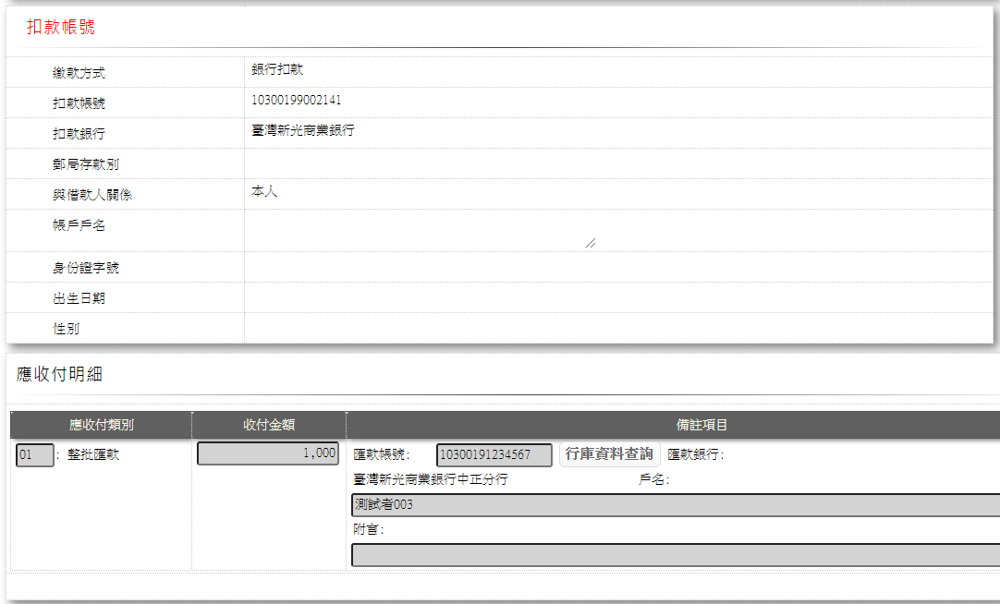 扣款帳號
繳款方式 銀行扣款
扣款帳號 10300199002141
扣款銀行 臺灣新光商業銀行
郵局存款別
與借款人關係 本人
帳戶戶名
身份證字號
出生日期
性別
應收付明細
應收付類別 收付金額 備註項目
01 : 整批匯款 1,000 匯款帳號: 10300191234567 行庫資料查詢 匯款銀行:
臺灣新光商業銀行中正分行 戶名:
測試者003
附言: